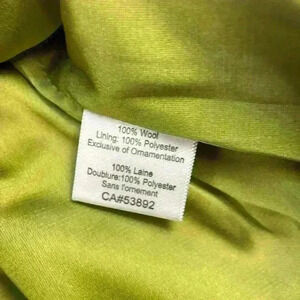 100% Wool
Lining: 100% Polyester
Exclusive of Ornamentation
100% Laine
Doublure:100% Polyester
Sans l'ornement
CA#53892